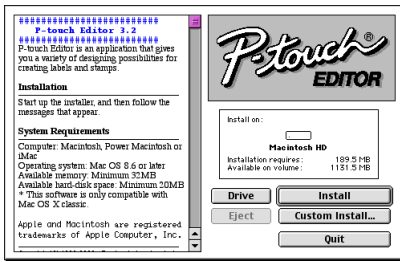 ##########################
P-touch Editor 3.2
##########################
P-touch Editor is an application that gives
you a variety of designing possibilities for
creating labels and stamps.
Installation
Start up the installer, and then follow the
messages that appear.
System Requirements
Computer: Macintosh, Power Macintosh or
iMac
Operating system: Mac OS 8.6 or later
Available memory: Minimum 32MB
Available hard-disk space: Minimum 20MB
* This software is only compatible with
Mac OS X classic.
Apple and Macintosh are registered
trademarks of Apple Computer, Inc.
P-touch®
EDITOR
Install on:
Macintosh HD
Installation requires: 189.5 MB
Available on volume: 1131.5 MB
Drive
Install
Eject
Custom Install...
Quit